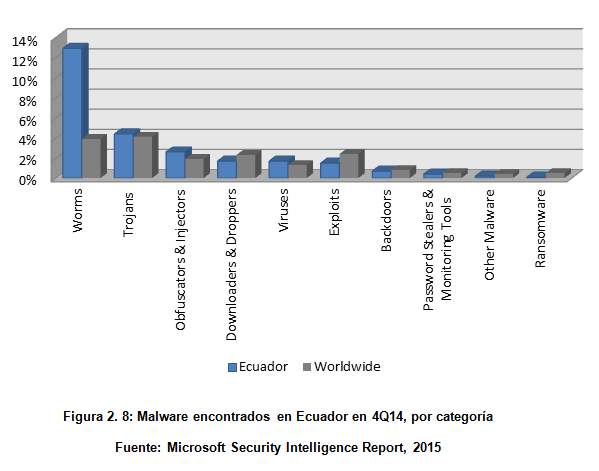 14%
12%
10%
8%
6%
4%
2%
0%
Worms
Trojans
Obfuscators & Injectors
Downloaders & Droppers
Viruses
Exploits
Backdoors
Password Stealers &
Monitoring Tools
Other Malware
Ransomware
Ecuador
Worldwide
Figura 2. 8: Malware encontrados en Ecuador en 4Q14, por categoría
Fuente: Microsoft Security Intelligence Report, 2015